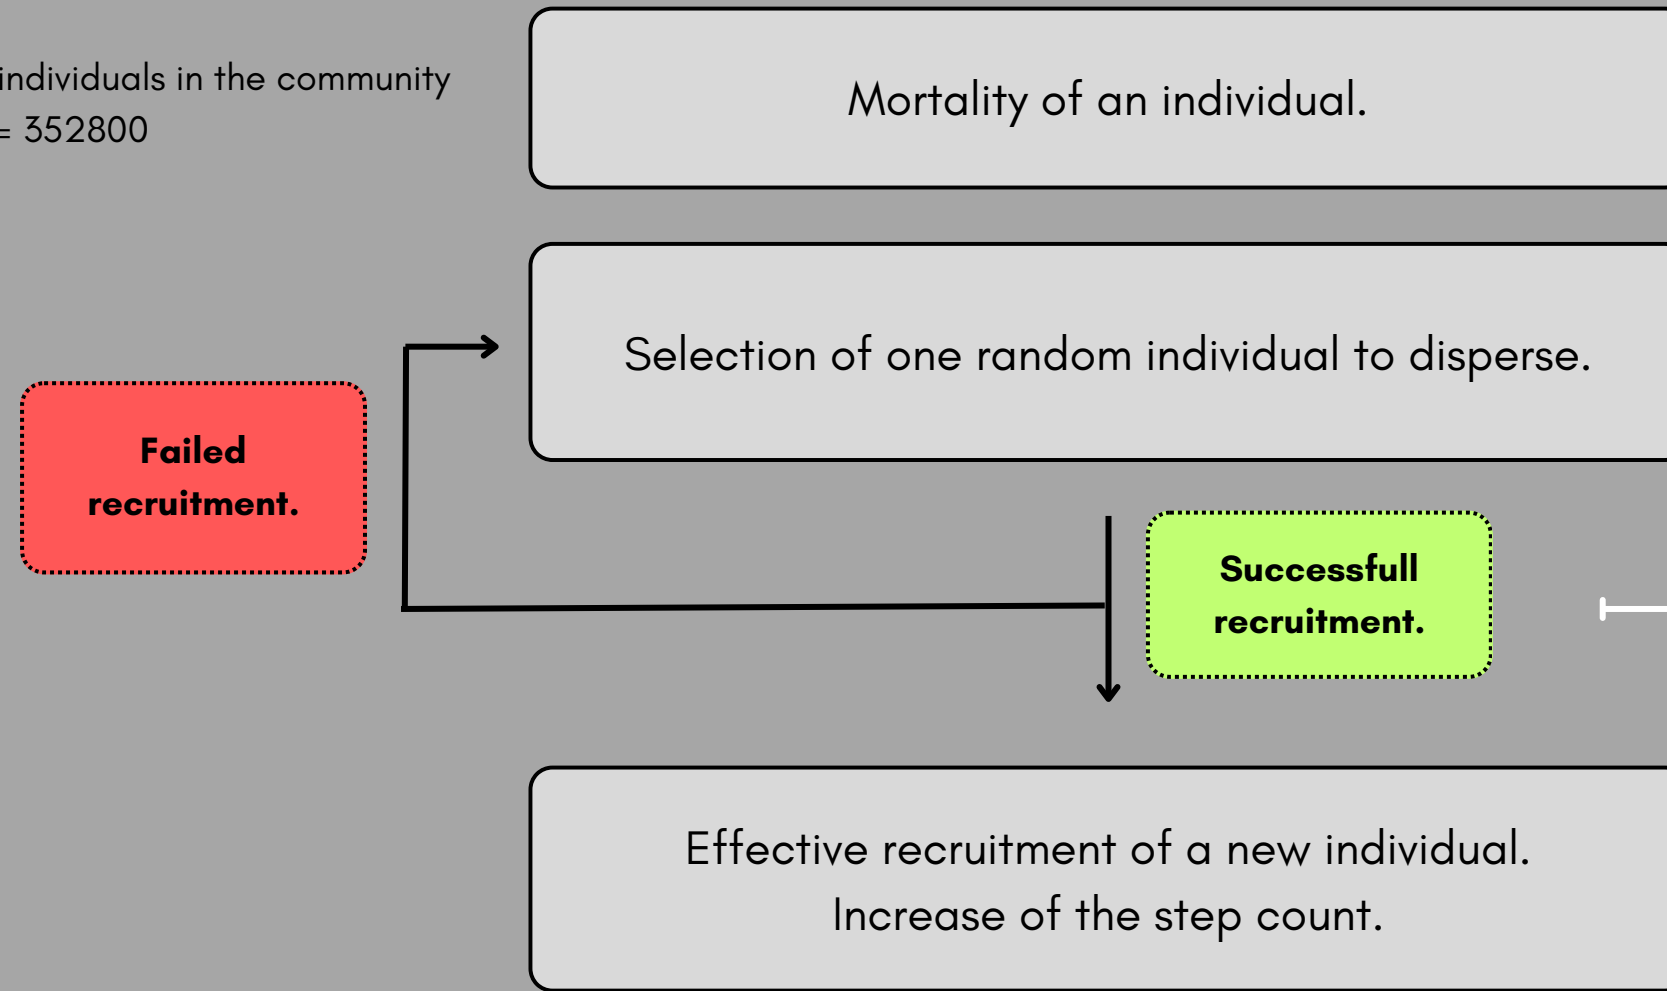 individuals in the community
= 352800
Mortality of an individual.
Selection of one random individual to disperse.
Failed
recruitment.
Successfull
recruitment.
Effective recruitment of a new individual.
Increase of the step count.